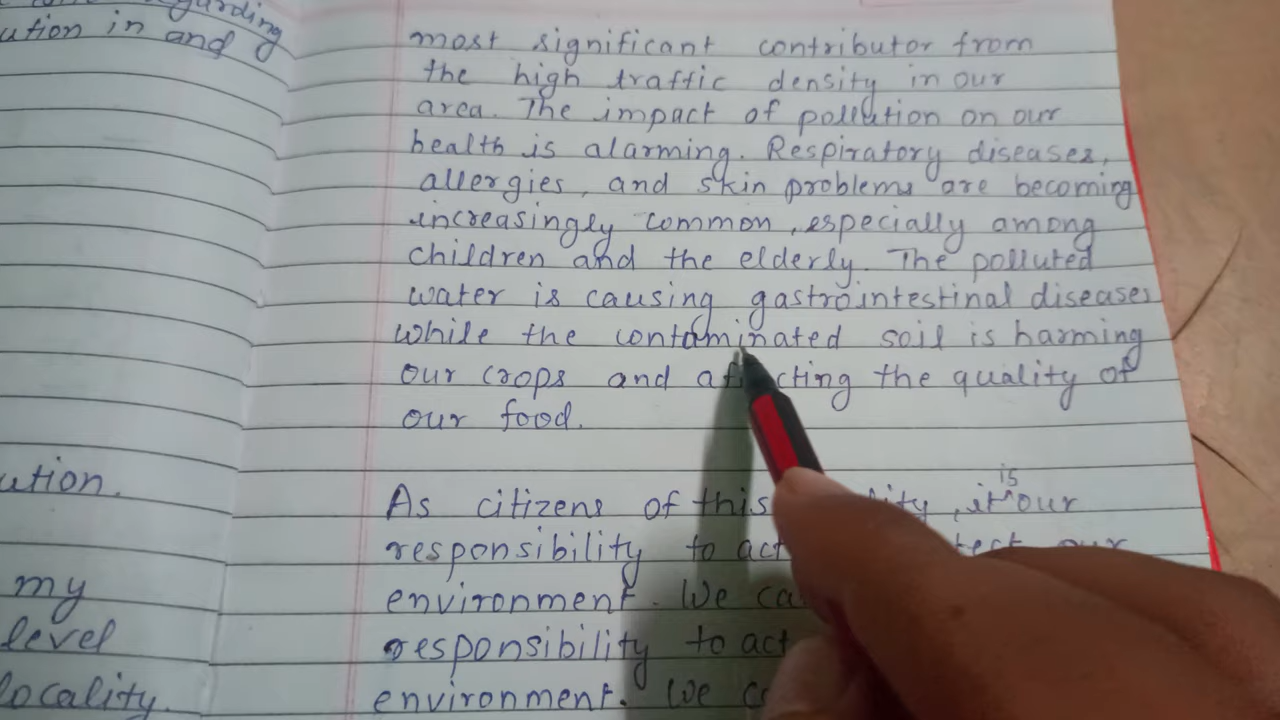 ution in and
most significant contributor from
the high traffic density in our
area. The impact of pollution on our
health is alarming. Respiratory diseases,
allergies, and skin problems are becoming
increasingly common, especially among
children and the elderly. The polluted
water is causing gastrointestinal diseases
while the contaminated soil is harming
our crops and affecting the quality of
our food.
ution.
my
level
locality.
As citizens of this it is our
responsibility to act our
environment. We
responsibility to act
environment. We